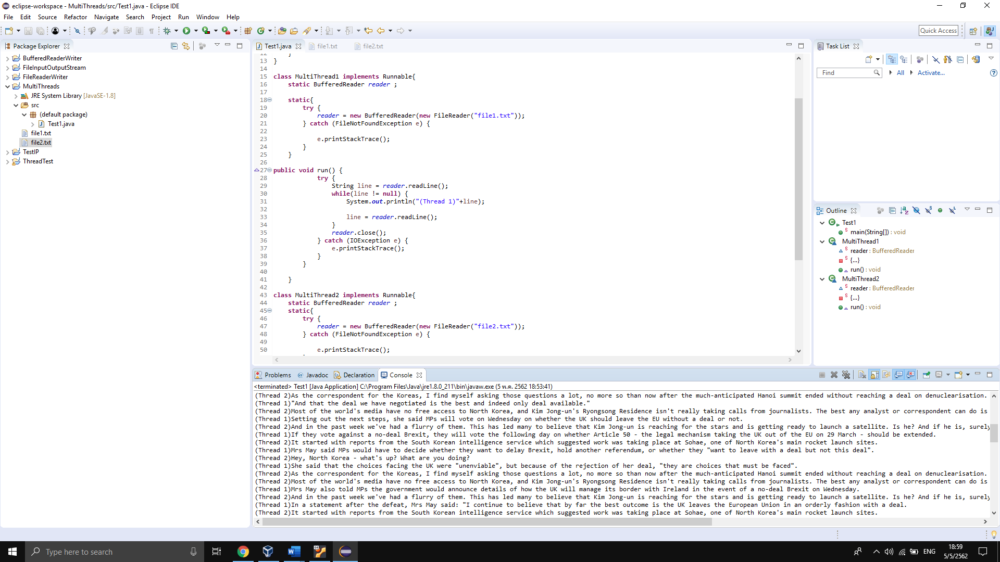 eclipse-workspace - MultiThreads/src/Test1.java - Eclipse IDE
File Edit Source Refactor Navigate Search Project Run Window Help
Quick Access
Package Explorer
BufferedReaderWriter
FileInputOutputStream
FileReaderWriter
MultiThreads
JRE System Library [JavaSE-1.8]
src
(default package)
Test1.java
file1.txt
file2.txt
TestIP
ThreadTest
Test1.java file1.txt file2.txt
12 }
13 }
14
15 class MultiThread1 implements Runnable{
16 static BufferedReader reader ;
17
18 static{
19 try {
20 reader = new BufferedReader(new FileReader("file1.txt"));
21 } catch (FileNotFoundException e) {
22
23 e.printStackTrace();
24 }
25 }
26
27 public void run() {
28 try {
29 String line = reader.readLine();
30 while(line != null) {
31 System.out.println("(Thread 1)"+line);
32
33 line = reader.readLine();
34 }
35 reader.close();
36 } catch (IOException e) {
37 e.printStackTrace();
38 }
39 }
40
41 }
42
43 class MultiThread2 implements Runnable{
44 static BufferedReader reader ;
45 static{
46 try {
47 reader = new BufferedReader(new FileReader("file2.txt"));
48 } catch (FileNotFoundException e) {
49
50 e.printStackTrace();
Task List
Find All Activate...
Outline
Test1
main(String[]) : void
MultiThread1
reader : BufferedReader
{...}
run() : void
MultiThread2
reader : BufferedReader
{...}
run() : void
Problems @ Javadoc Declaration Console
<terminated> Test1 [Java Application] C:\Program Files\Java\jre1.8.0_211\bin\javaw.exe (5 พ.ค. 2562 18:53:41)
(Thread 2)As the correspondent for the Koreas, I find myself asking those questions a lot, no more so than now after the much-anticipated Hanoi summit ended without reaching a deal on denuclearisation.
(Thread 1)"And that the deal we have negotiated is the best and indeed only deal available."
(Thread 2)Most of the world's media have no free access to North Korea, and Kim Jong-un's Ryongsong Residence isn't really taking calls from journalists. The best any analyst or correspondent can do is
(Thread 1)Setting out the next steps, she said MPs will vote on Wednesday on whether the UK should leave the EU without a deal or not.
(Thread 2)And in the past week we've had a flurry of them. This has led many to believe that Kim Jong-un is reaching for the stars and is getting ready to launch a satellite. Is he? And if he is, surely
(Thread 1)If they vote against a no-deal Brexit, they will vote the following day on whether Article 50 - the legal mechanism taking the UK out of the EU on 29 March - should be extended.
(Thread 2)It started with reports from the South Korean intelligence service which suggested work was taking place at Sohae, one of North Korea's main rocket launch sites.
(Thread 1)Mrs May said MPs would have to decide whether they want to delay Brexit, hold another referendum, or whether they "want to leave with a deal but not this deal".
(Thread 2)Hey, North Korea - what's up? What are you doing?
(Thread 1)She said that the choices facing the UK were "unenviable", but because of the rejection of her deal, "they are choices that must be faced".
(Thread 2)As the correspondent for the Koreas, I find myself asking those questions a lot, no more so than now after the much-anticipated Hanoi summit ended without reaching a deal on denuclearisation.
(Thread 2)Most of the world's media have no free access to North Korea, and Kim Jong-un's Ryongsong Residence isn't really taking calls from journalists. The best any analyst or correspondent can do is
(Thread 1)Mrs May also told MPs the government would announce details of how the UK will manage its border with Ireland in the event of a no-deal Brexit on Wednesday.
(Thread 2)And in the past week we've had a flurry of them. This has led many to believe that Kim Jong-un is reaching for the stars and is getting ready to launch a satellite. Is he? And if he is, surely
(Thread 1)In a statement after the defeat, Mrs May said: "I continue to believe that by far the best outcome is the UK leaves the European Union in an orderly fashion with a deal.
(Thread 2)It started with reports from the South Korean intelligence service which suggested work was taking place at Sohae, one of North Korea's main rocket launch sites.
Type here to search
ENG
18:59
5/5/2562